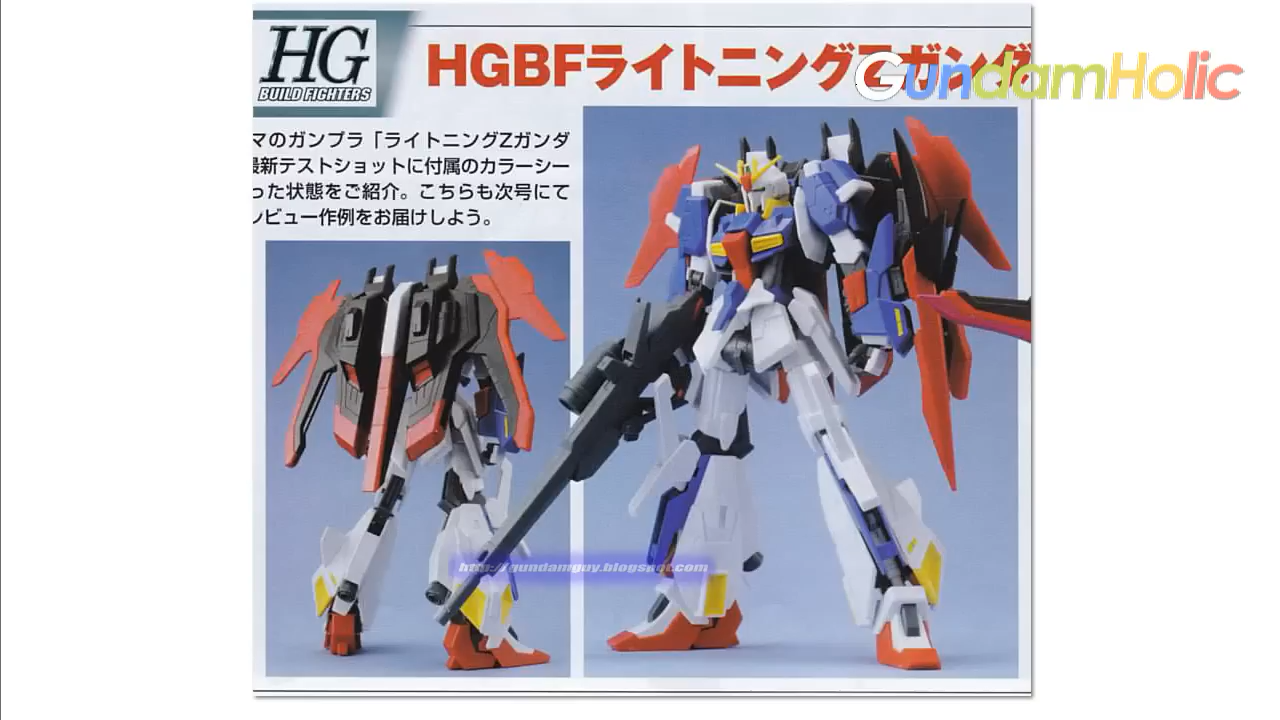 HG
BUILD FIGHTERS
HGBFライトニングZガンダ
GundamHolic
マのガンプラ「ライトニングZガンダ
最新テストショットに付属のカラーシー
った状態をご紹介。こちらも次号にて
レビュー作例をお届けしよう。
http://gundamguy.blogspot.com